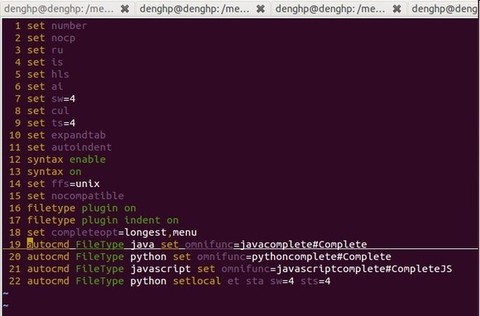 denghp@denghp: /me... ✖ denghp@denghp: /me... ✖ denghp@denghp: /me... ✖ denghp@deng
1 set number
2 set nocp
3 set ru
4 set is
5 set hls
6 set ai
7 set sw=4
8 set cul
9 set ts=4
10 set expandtab
11 set autoindent
12 syntax enable
13 syntax on
14 set ffs=unix
15 set nocompatible
16 filetype plugin on
17 filetype plugin indent on
18 set completeopt=longest,menu
19 autocmd FileType java set omnifunc=javacomplete#Complete
20 autocmd FileType python set omnifunc=pythoncomplete#Complete
21 autocmd FileType javascript set omnifunc=javascriptcomplete#CompleteJS
22 autocmd FileType python setlocal et sta sw=4 sts=4
~
~